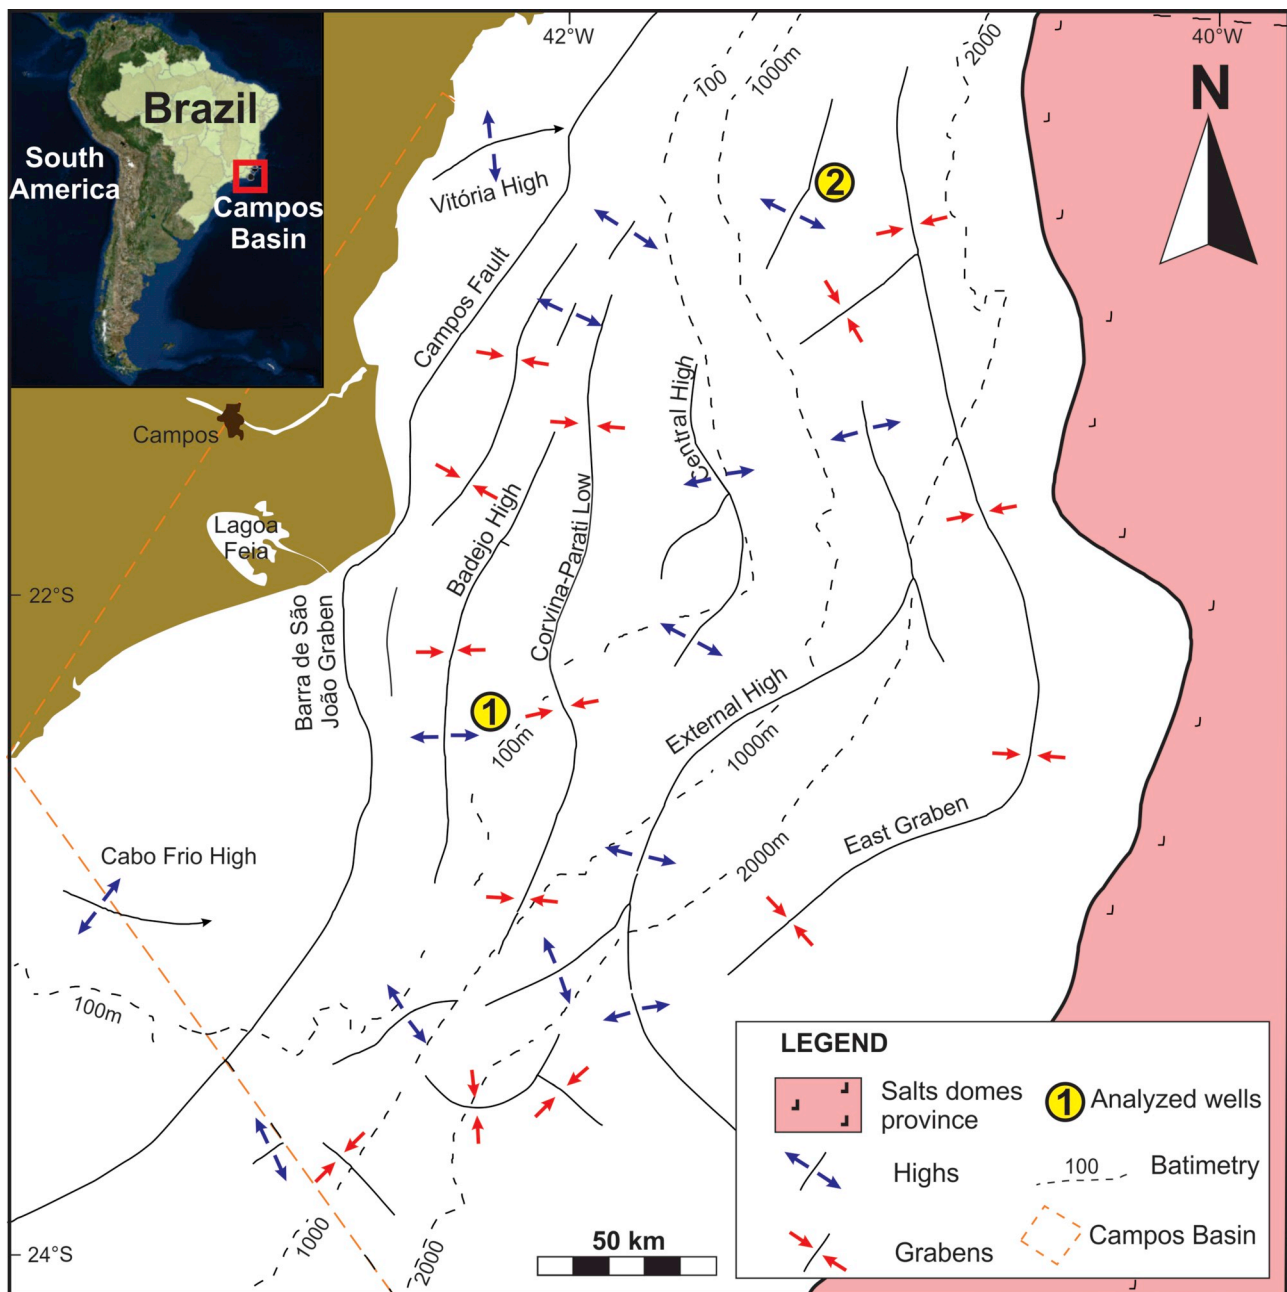 42°W
40°W
Brazil
South
America
Campos
Basin
N
100
1000m
2000
Vitória High
2
Campos Fault
Central High
Campos
Lagoa
Feia
Badejo High
Corvina-Parati Low
22°S
Barra de São
João Graben
1
100m
External High
1000m
East Graben
2000m
Cabo Frio High
100m
1000
2000
24°S
50 km
LEGEND
Salts domes
province
1
Analyzed wells
Highs
100
Batimetry
Grabens
Campos Basin